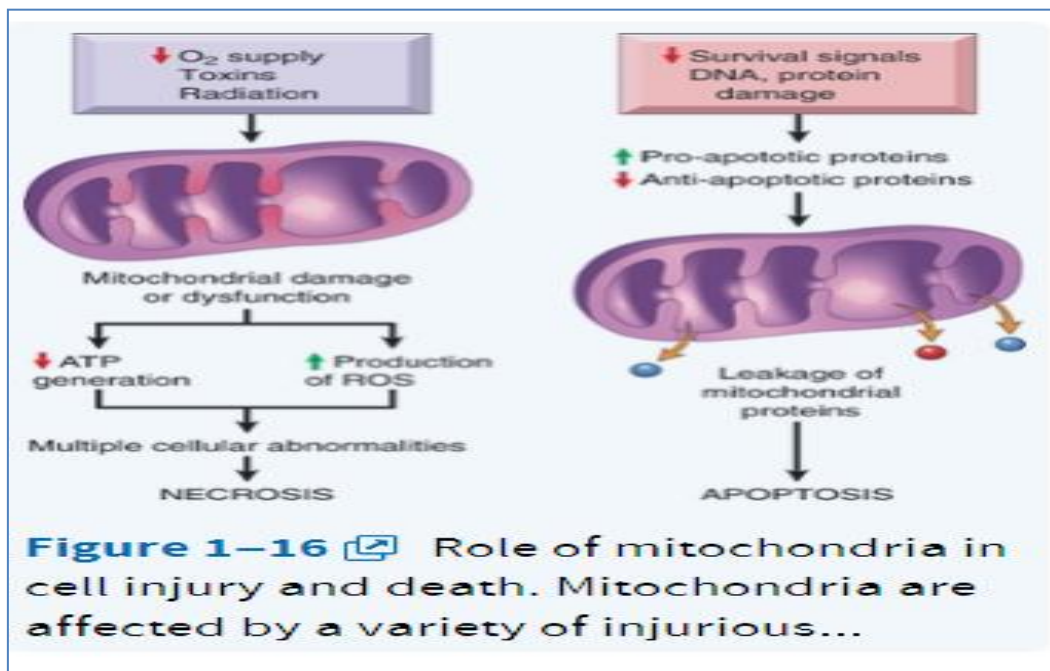 ↓ O₂ supply
Toxins
Radiation
Mitochondrial damage
or dysfunction
↓ ATP
generation
↑ Production
of ROS
Multiple cellular abnormalities
NECROSIS
↓ Survival signals
DNA, protein
damage
↑ Pro-apototic proteins
↓ Anti-apoptotic proteins
Leakage of
mitochondrial
proteins
APOPTOSIS
Figure 1–16 Role of mitochondria in
cell injury and death. Mitochondria are
affected by a variety of injurious...